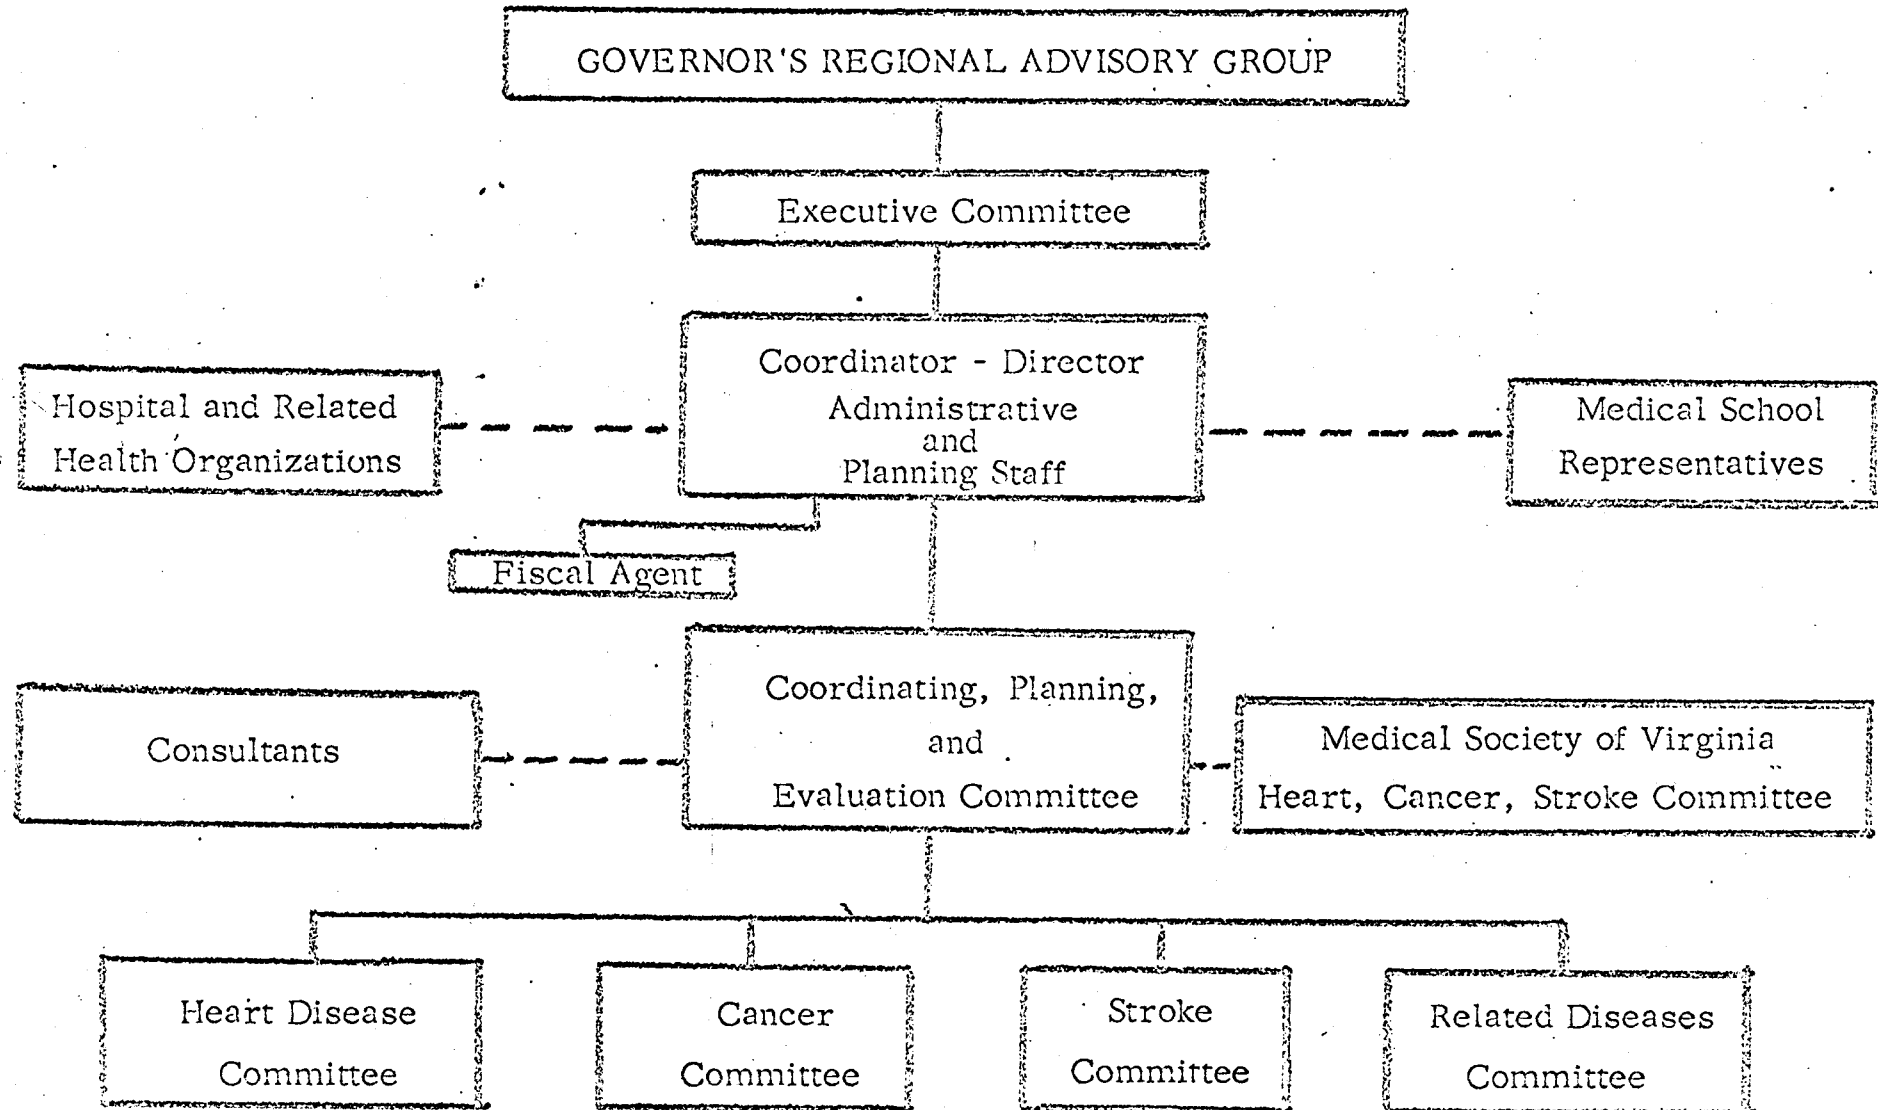 GOVERNOR'S REGIONAL ADVISORY GROUP
Executive Committee
Coordinator - Director
Administrative
and
Planning Staff
Hospital and Related
Health Organizations
Medical School
Representatives
Fiscal Agent
Coordinating, Planning,
and
Evaluation Committee
Consultants
Medical Society of Virginia
Heart, Cancer, Stroke Committee
Heart Disease
Committee
Cancer
Committee
Stroke
Committee
Related Diseases
Committee